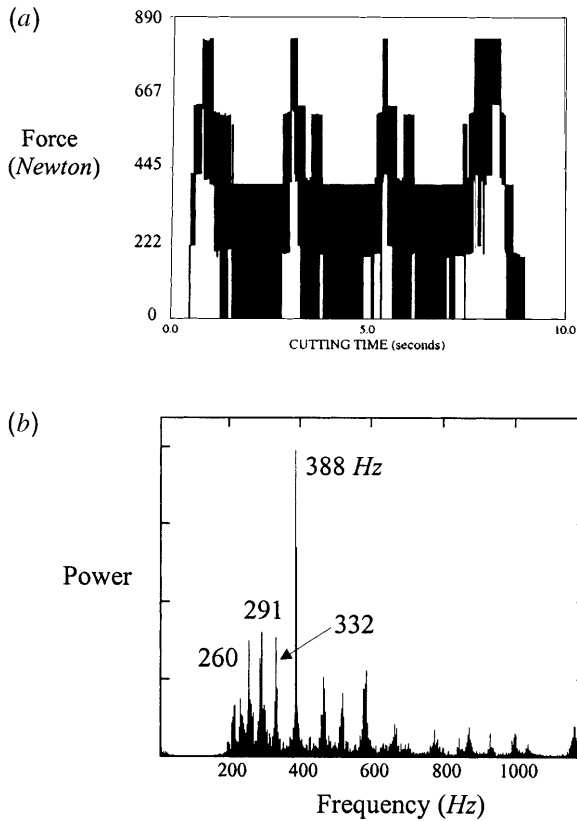 (a)
890
667
Force
(Newton)
445
222
0
0.0
5.0
10.0
CUTTING TIME (seconds)
(b)
388 Hz
Power
291
332
260
200
400
600
800
1000
Frequency (Hz)